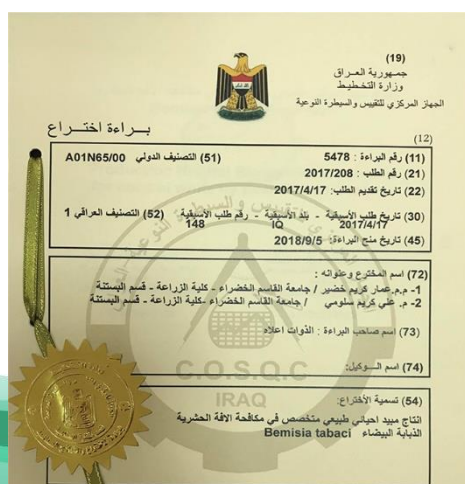 (19)
جمهورية العراق
وزارة التخطيط
الجهاز المركزي للتقييس والسيطرة النوعية
براءة اختراع
(12)
(11) رقم البراءة : 5478 (51) التصنيف الدولي A01N65/00
(21) رقم الطلب : 2017/208
(22) تاريخ تقديم الطلب: 2017/4/17
(30) تاريخ طلب الأسبقية - بلد الأسبقية - رقم طلب الأسبقية (52) التصنيف العراقي 1
2017/4/17 IQ 148
(45) تاريخ منح البراءة: 2018/9/5
(72) اسم المخترع وعنوانه :
1- م.م.عمار كريم خضير / جامعة القاسم الخضراء - كلية الزراعة - قسم البستنة
2- م. علي كريم سلومي / جامعة القاسم الخضراء -كلية الزراعة - قسم البستنة
(73) اسم صاحب البراءة : الذوات اعلاه
(74) اسم الوكيل:
C.O.S.Q.C
IRAQ
(54) تسمية الأختراع:
انتاج مبيد احيائي طبيعي متخصص في مكافحة الافة الحشرية
الذبابة البيضاء Bemisia tabaci